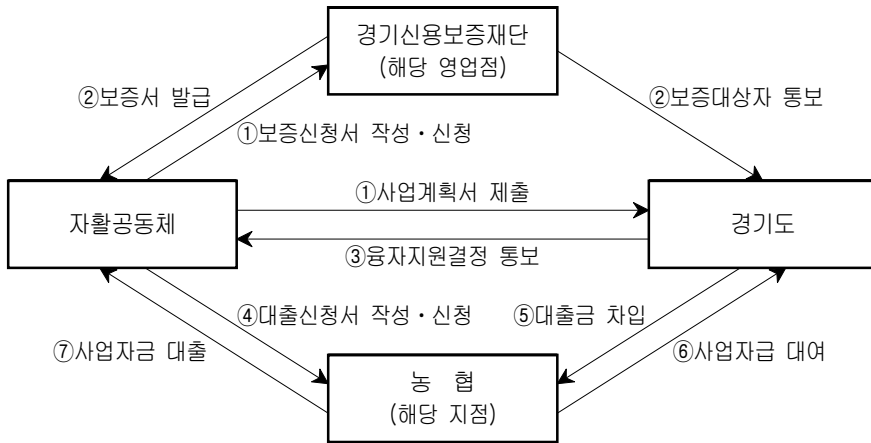 경기신용보증재단
(해당 영업점)
②보증서 발급
②보증대상자 통보
①보증신청서 작성・신청
자활공동체
①사업계획서 제출
경기도
③융자지원결정 통보
④대출신청서 작성・신청
⑤대출금 차입
⑦사업자금 대출
⑥사업자급 대여
농 협
(해당 지점)